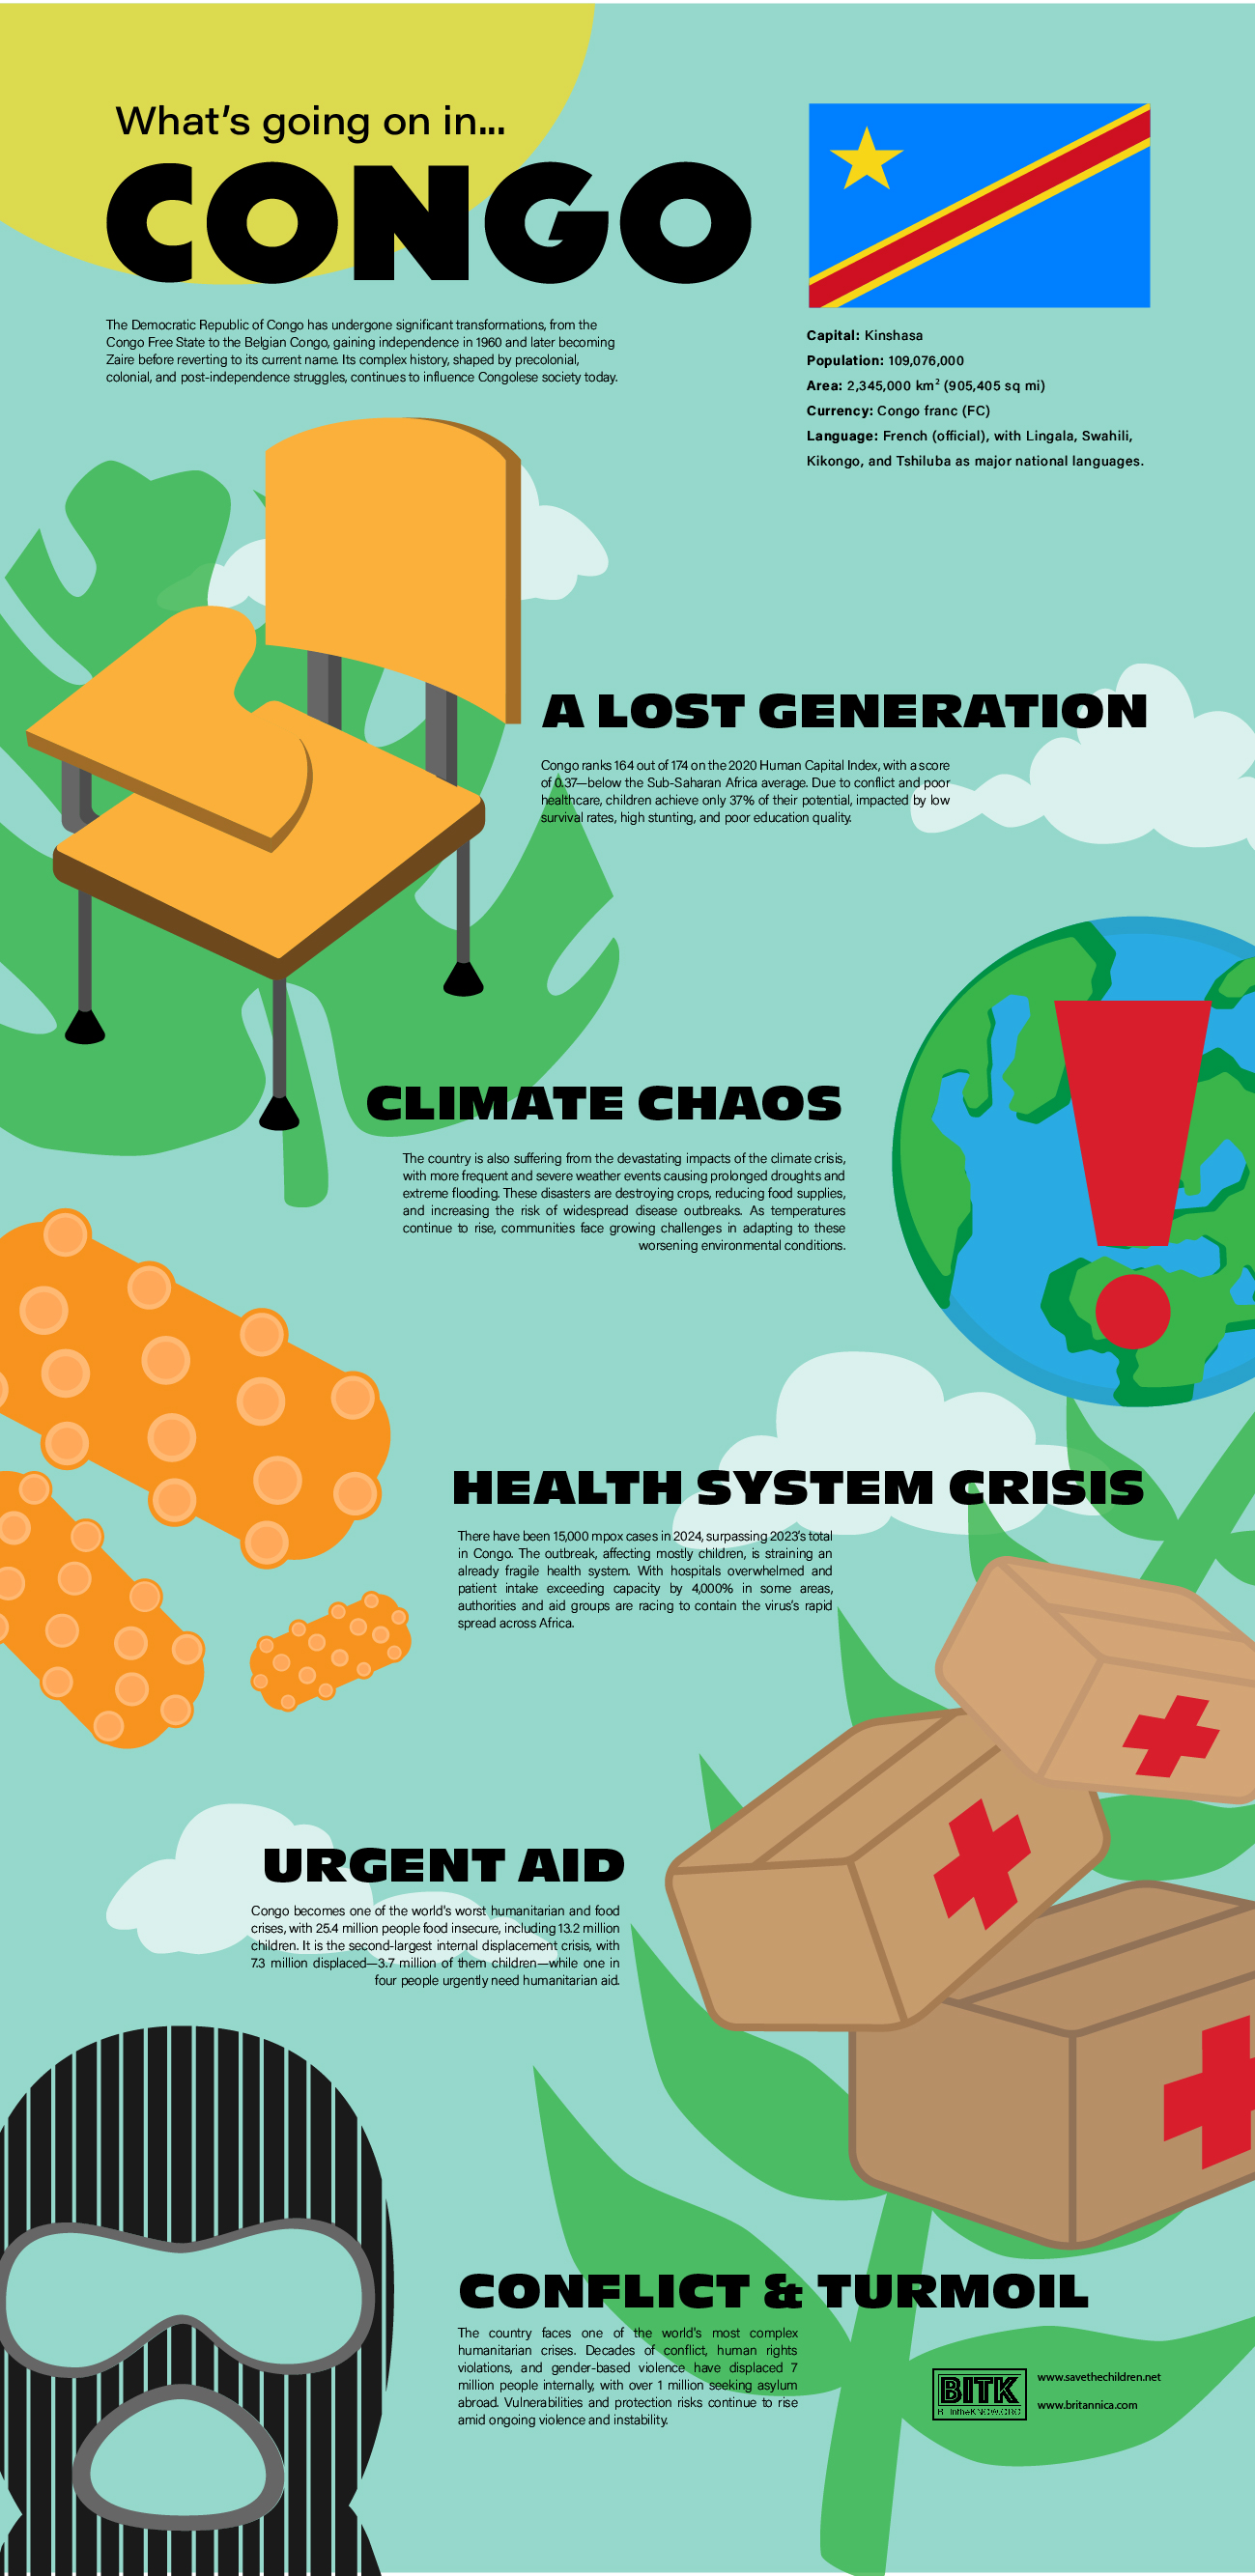 What's going on in...
CONGO
The Democratic Republic of Congo has undergone significant transformations, from the
Congo Free State to the Belgian Congo, gaining independence in 1960 and later becoming
Zaire before reverting to its current name. Its complex history, shaped by precolonial,
colonial, and post-independence struggles, continues to influence Congolese society today.
Capital: Kinshasa
Population: 109,076,000
Area: 2,345,000 km² (905,405 sq mi)
Currency: Congo franc (FC)
Language: French (official), with Lingala, Swahili,
Kikongo, and Tshiluba as major national languages.
A LOST GENERATION
Congo ranks 164 out of 174 on the 2020 Human Capital Index, with a score
of 0.37—below the Sub-Saharan Africa average. Due to conflict and poor
healthcare, children achieve only 37% of their potential, impacted by low
survival rates, high stunting, and poor education quality.
CLIMATE CHAOS
The country is also suffering from the devastating impacts of the climate crisis,
with more frequent and severe weather events causing prolonged droughts and
extreme flooding. These disasters are destroying crops, reducing food supplies,
and increasing the risk of widespread disease outbreaks. As temperatures
continue to rise, communities face growing challenges in adapting to these
worsening environmental conditions.
HEALTH SYSTEM CRISIS
There have been 15,000 mpox cases in 2024, surpassing 2023's total
in Congo. The outbreak, affecting mostly children, is straining an
already fragile health system. With hospitals overwhelmed and
patient intake exceeding capacity by 4,000% in some areas,
authorities and aid groups are racing to contain the virus's rapid
spread across Africa.
URGENT AID
Congo becomes one of the world's worst humanitarian and food
crises, with 25.4 million people food insecure, including 13.2 million
children. It is the second-largest internal displacement crisis, with
7.3 million displaced—3.7 million of them children—while one in
four people urgently need humanitarian aid.
CONFLICT & TURMOIL
The country faces one of the world's most complex
humanitarian crises. Decades of conflict, human rights
violations, and gender-based violence have displaced 7
million people internally, with over 1 million seeking asylum
abroad. Vulnerabilities and protection risks continue to rise
amid ongoing violence and instability.
BITK
www.savethechildren.net
www.britannica.com